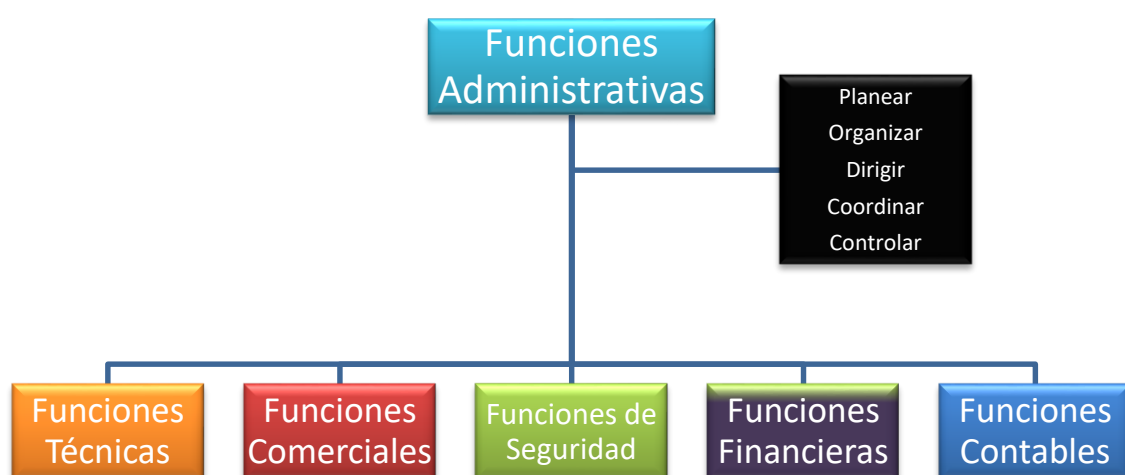 Funciones
Administrativas
Planear
Organizar
Dirigir
Coordinar
Controlar
Funciones
Técnicas
Funciones
Comerciales
Funciones de
Seguridad
Funciones
Financieras
Funciones
Contables